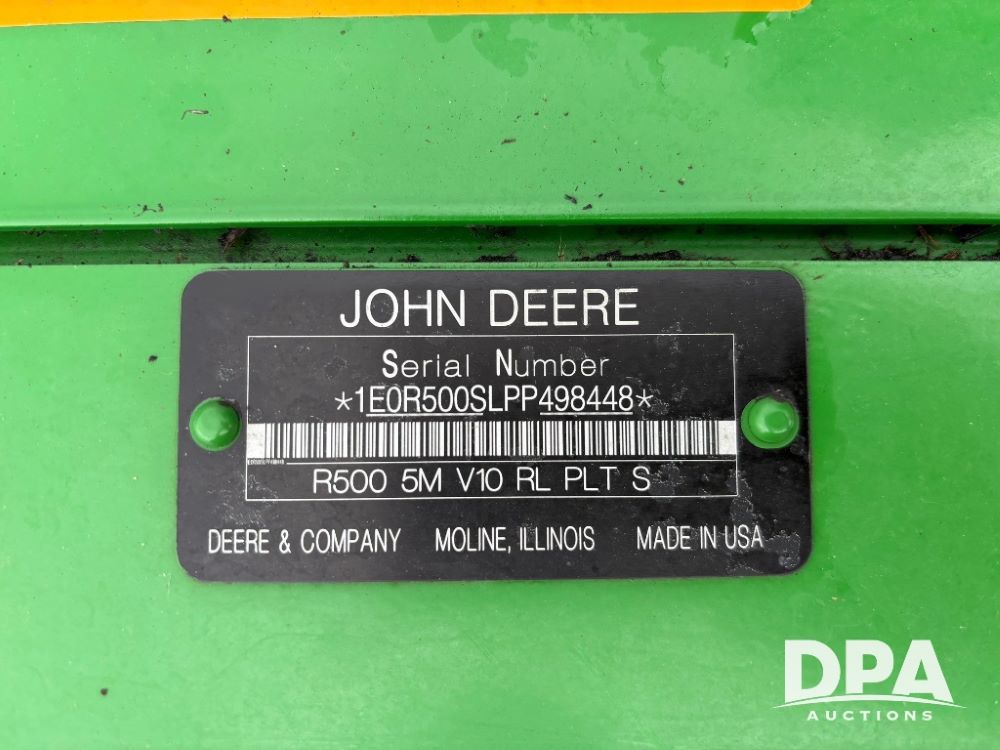 JOHN DEERE
Serial Number
*1E0R500SLPP498448*
R500 5M V10 RL PLT S
DEERE & COMPANY MOLINE, ILLINOIS MADE IN USA
DPA
AUCTIONS